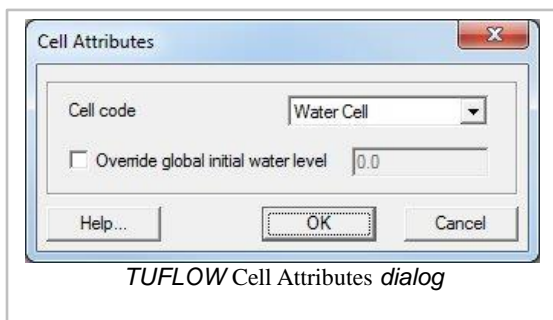 Cell Attributes
Cell code Water Cell
Override global initial water level 0.0
Help... OK Cancel
TUFLOW Cell Attributes dialog